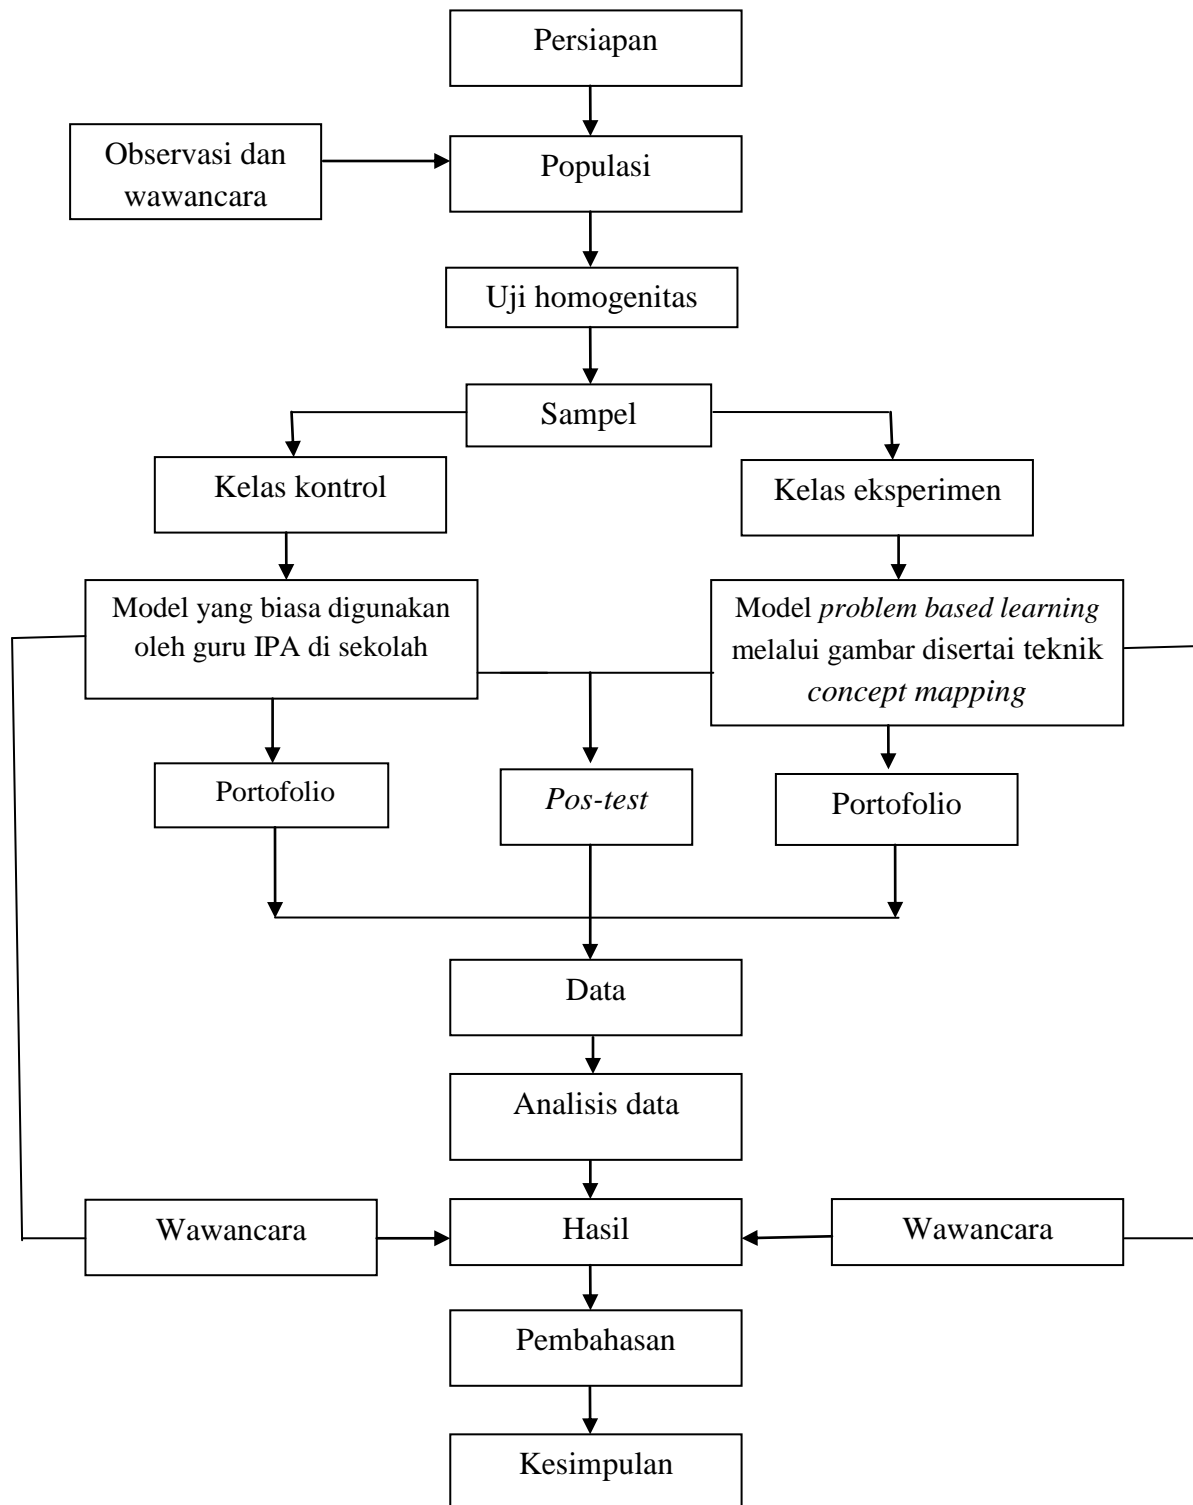 Persiapan
Observasi dan
wawancara
Populasi
Uji homogenitas
Sampel
Kelas kontrol
Kelas eksperimen
Model yang biasa digunakan
oleh guru IPA di sekolah
Model problem based learning
melalui gambar disertai teknik
concept mapping
Portofolio
Pos-test
Portofolio
Data
Analisis data
Wawancara
Hasil
Wawancara
Pembahasan
Kesimpulan